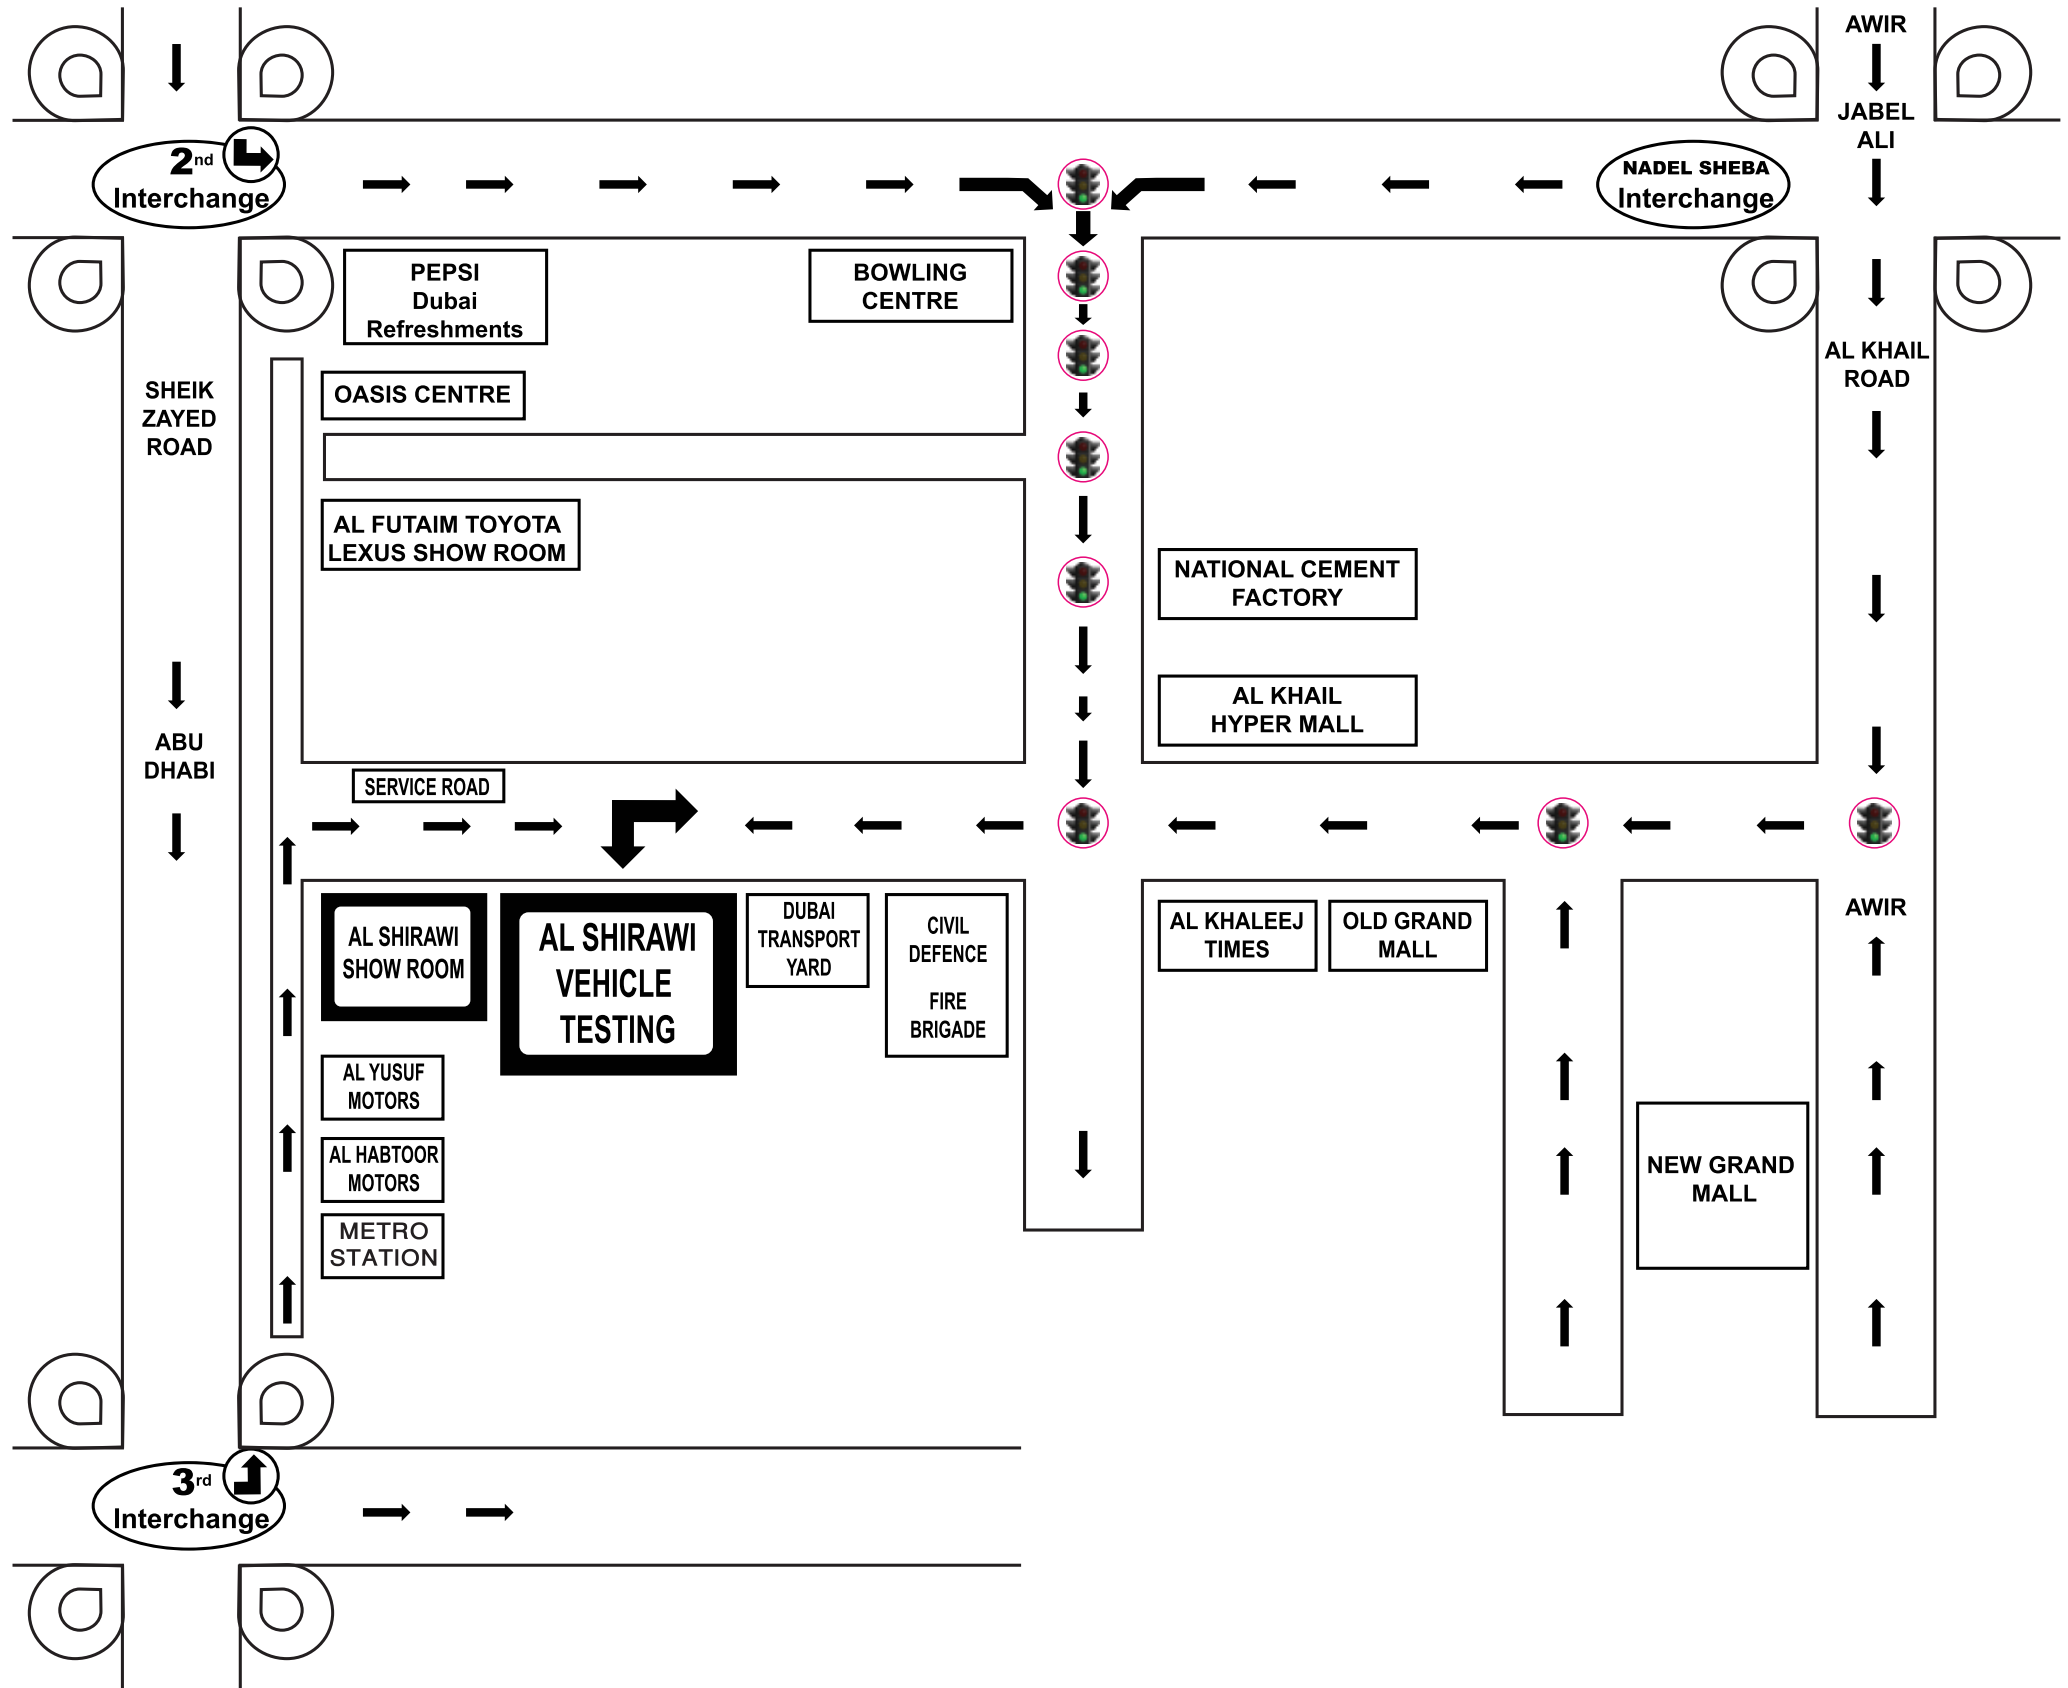 AWIR
JABEL
ALI
2nd
Interchange
NADEL SHEBA
Interchange
PEPSI
Dubai
Refreshments
BOWLING
CENTRE
SHEIK
ZAYED
ROAD
OASIS CENTRE
AL KHAIL
ROAD
AL FUTAIM TOYOTA
LEXUS SHOW ROOM
NATIONAL CEMENT
FACTORY
AL KHAIL
HYPER MALL
ABU
DHABI
SERVICE ROAD
AL SHIRAWI
SHOW ROOM
AL SHIRAWI
VEHICLE
TESTING
DUBAI
TRANSPORT
YARD
CIVIL
DEFENCE
FIRE
BRIGADE
AL KHALEEJ
TIMES
OLD GRAND
MALL
AWIR
AL YUSUF
MOTORS
AL HABTOOR
MOTORS
METRO
STATION
NEW GRAND
MALL
3rd
Interchange